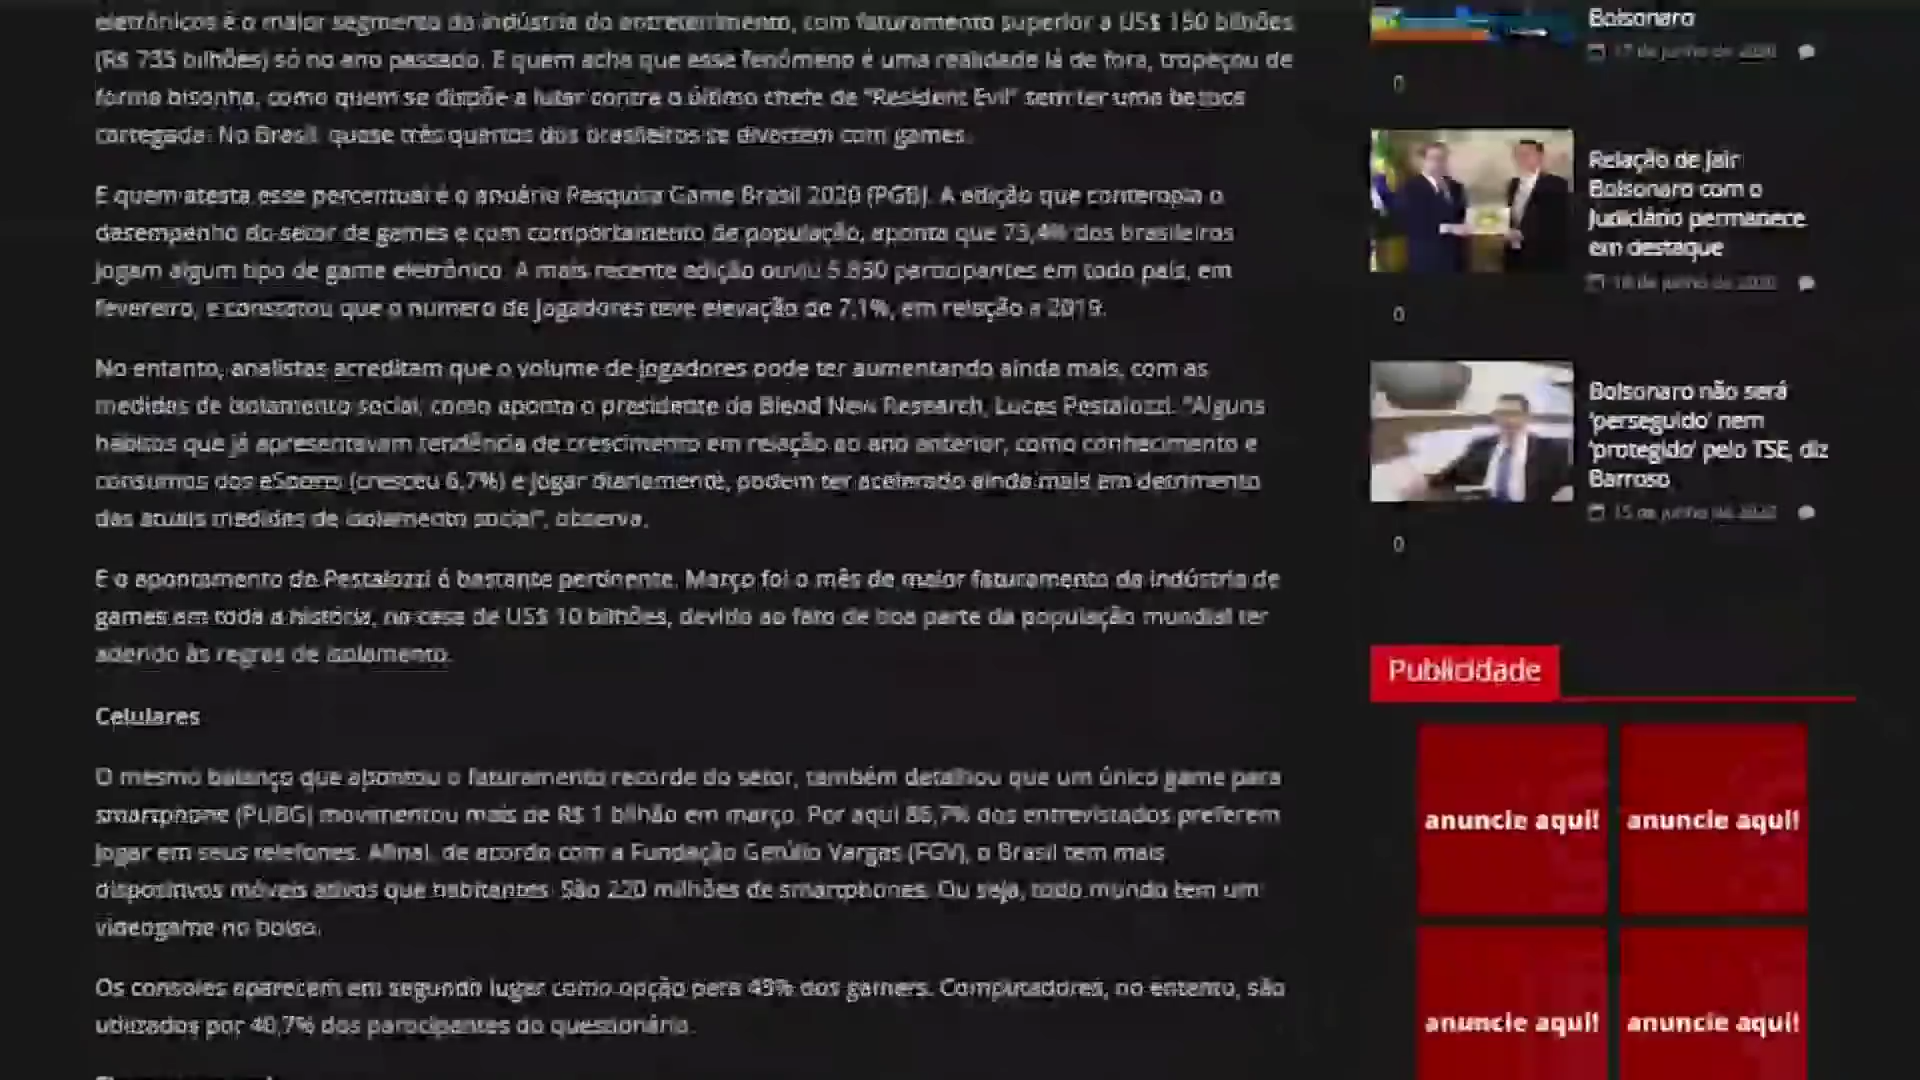 eletrônicos é o maior segmento da indústria do entretenimento, com faturamento superior a US$ 150 bilhões
(R$ 735 bilhões) só no ano passado. E quem acha que esse fenômeno é uma realidade lá de fora, tropeçou de
forma bisonha, como quem se dispõe a lutar contra o último chefe de “Resident Evil” sem ter uma bazuca
carregada. No Brasil, quase três quartos dos brasileiros se divertem com games.
E quem atesta esse percentual é o anuário Pesquisa Game Brasil 2020 (PGB). A edição que contempla o
desempenho do setor de games e com comportamento da população, aponta que 73,4% dos brasileiros
jogam algum tipo de game eletrônico. A mais recente edição ouviu 5.830 participantes em todo país, em
fevereiro, e constatou que o número de jogadores teve elevação de 7,1%, em relação a 2019.
No entanto, analistas acreditam que o volume de jogadores pode ter aumentando ainda mais, com as
medidas de isolamento social, como aponta o presidente da Blend New Research, Lucas Pestalozzi. “Alguns
hábitos que já apresentavam tendência de crescimento em relação ao ano anterior, como conhecimento e
consumos dos eSports (cresceu 6,7%) e jogar diariamente, podem ter acelerado ainda mais em detrimento
das atuais medidas de isolamento social”, observa.
E o apontamento de Pestalozzi é bastante pertinente. Março foi o mês de maior faturamento da indústria de
games em toda a história, na casa de US$ 10 bilhões, devido ao fato de boa parte da população mundial ter
aderido às regras de isolamento.
Celulares
O mesmo balanço que apontou o faturamento recorde do setor, também detalhou que um único game para
smartphone (PUBG) movimentou mais de R$ 1 bilhão em março. Por aqui 86,7% dos entrevistados preferem
jogar em seus telefones. Afinal, de acordo com a Fundação Getúlio Vargas (FGV), o Brasil tem mais
dispositivos móveis ativos que habitantes. São 220 milhões de smartphones. Ou seja, todo mundo tem um
videogame no bolso.
Os consoles aparecem em segundo lugar como opção para 43% dos gamers. Computadores, no entanto, são
utilizados por 40,7% dos participantes do questionário.
Bolsonaro
17 de junho de 2020
0
Relação de Jair
Bolsonaro com o
Judiciário permanece
em destaque
16 de junho de 2020
0
Bolsonaro não será
‘perseguido’ nem
‘protegido’ pelo TSE, diz
Barroso
15 de junho de 2020
0
Publicidade
anuncie aqui! anuncie aqui!
anuncie aqui! anuncie aqui!